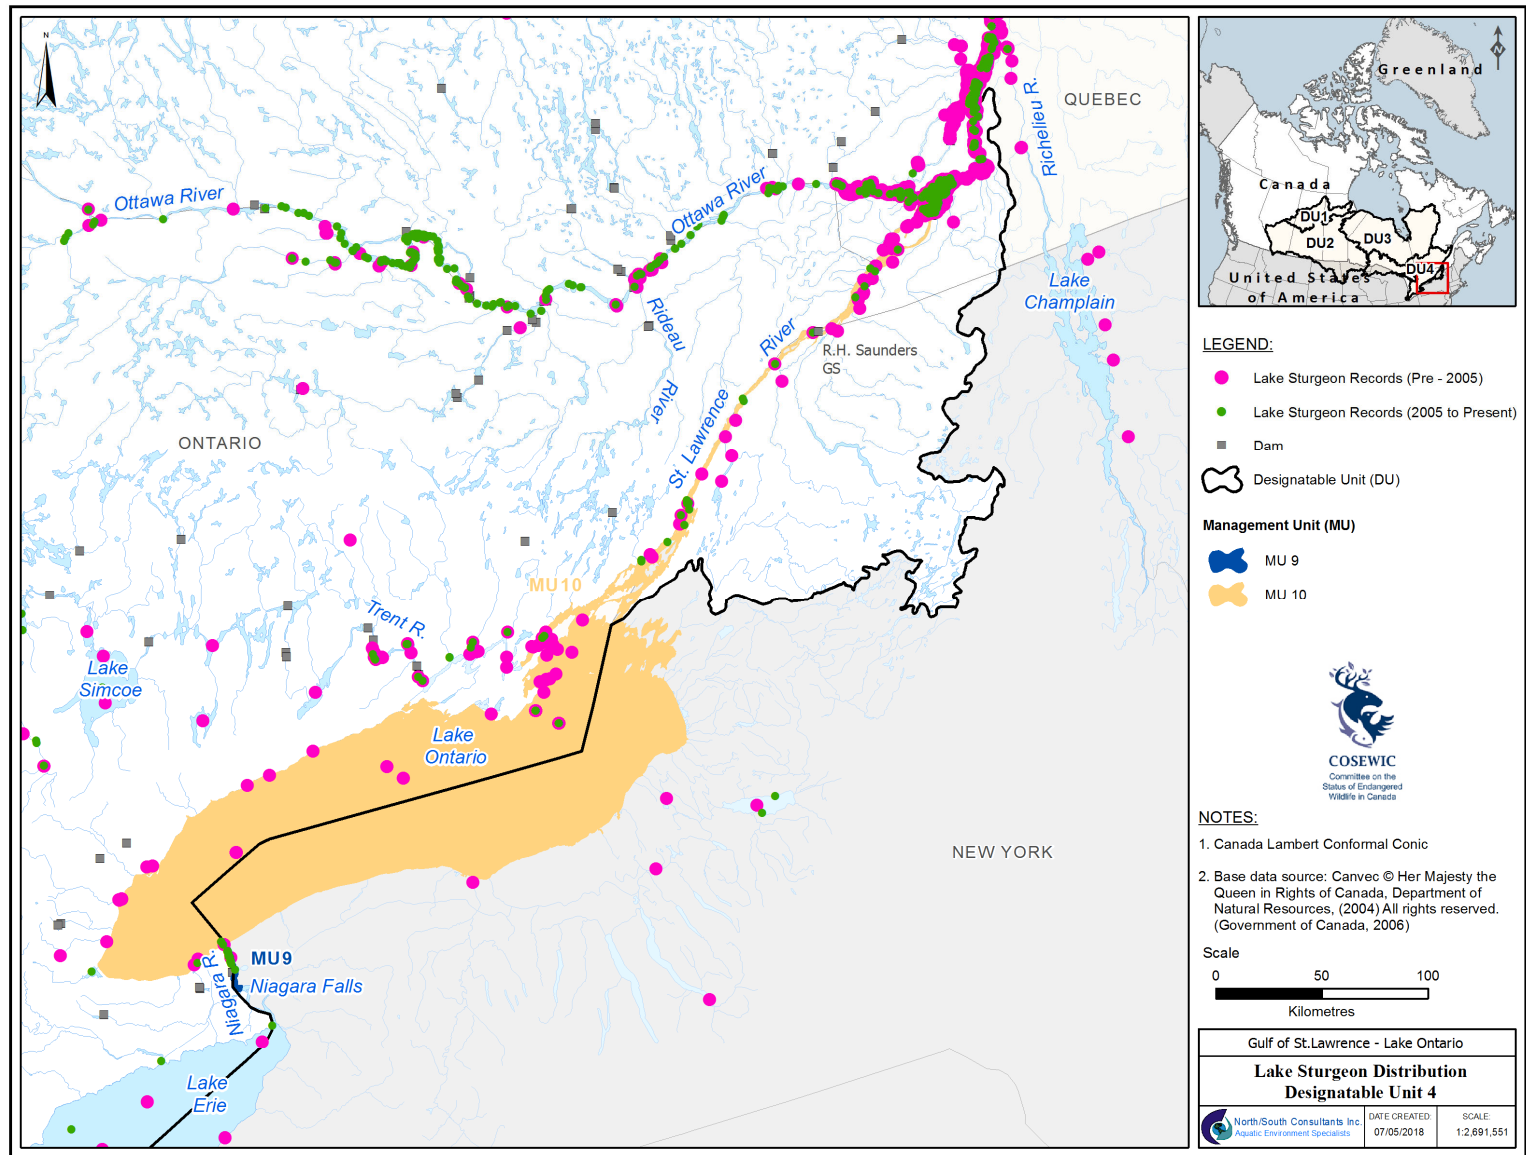 N
QUEBEC
Richelieu R.
Ottawa River
Ottawa River
Lake
Champlain
Rideau
River
River
St. Lawrence
R.H. Saunders
GS
ONTARIO
MU10
Trent R.
Lake
Simcoe
Lake
Ontario
NEW YORK
MU9
Niagara Falls
Niagara R.
Lake
Erie
N
Greenland
Canada
DU1
DU2
DU3
DU4
United States
of America
LEGEND:
Lake Sturgeon Records (Pre - 2005)
Lake Sturgeon Records (2005 to Present)
Dam
Designatable Unit (DU)
Management Unit (MU)
MU 9
MU 10
COSEWIC
Committee on the
Status of Endangered
Wildlife in Canada
NOTES:
1. Canada Lambert Conformal Conic
2. Base data source: Canvec © Her Majesty the
Queen in Rights of Canada, Department of
Natural Resources, (2004) All rights reserved.
(Government of Canada, 2006)
Scale
0 50 100
Kilometres
Gulf of St.Lawrence - Lake Ontario
Lake Sturgeon Distribution
Designatable Unit 4
North/South Consultants Inc.
Aquatic Environment Specialists
DATE CREATED:
07/05/2018
SCALE:
1:2,691,551